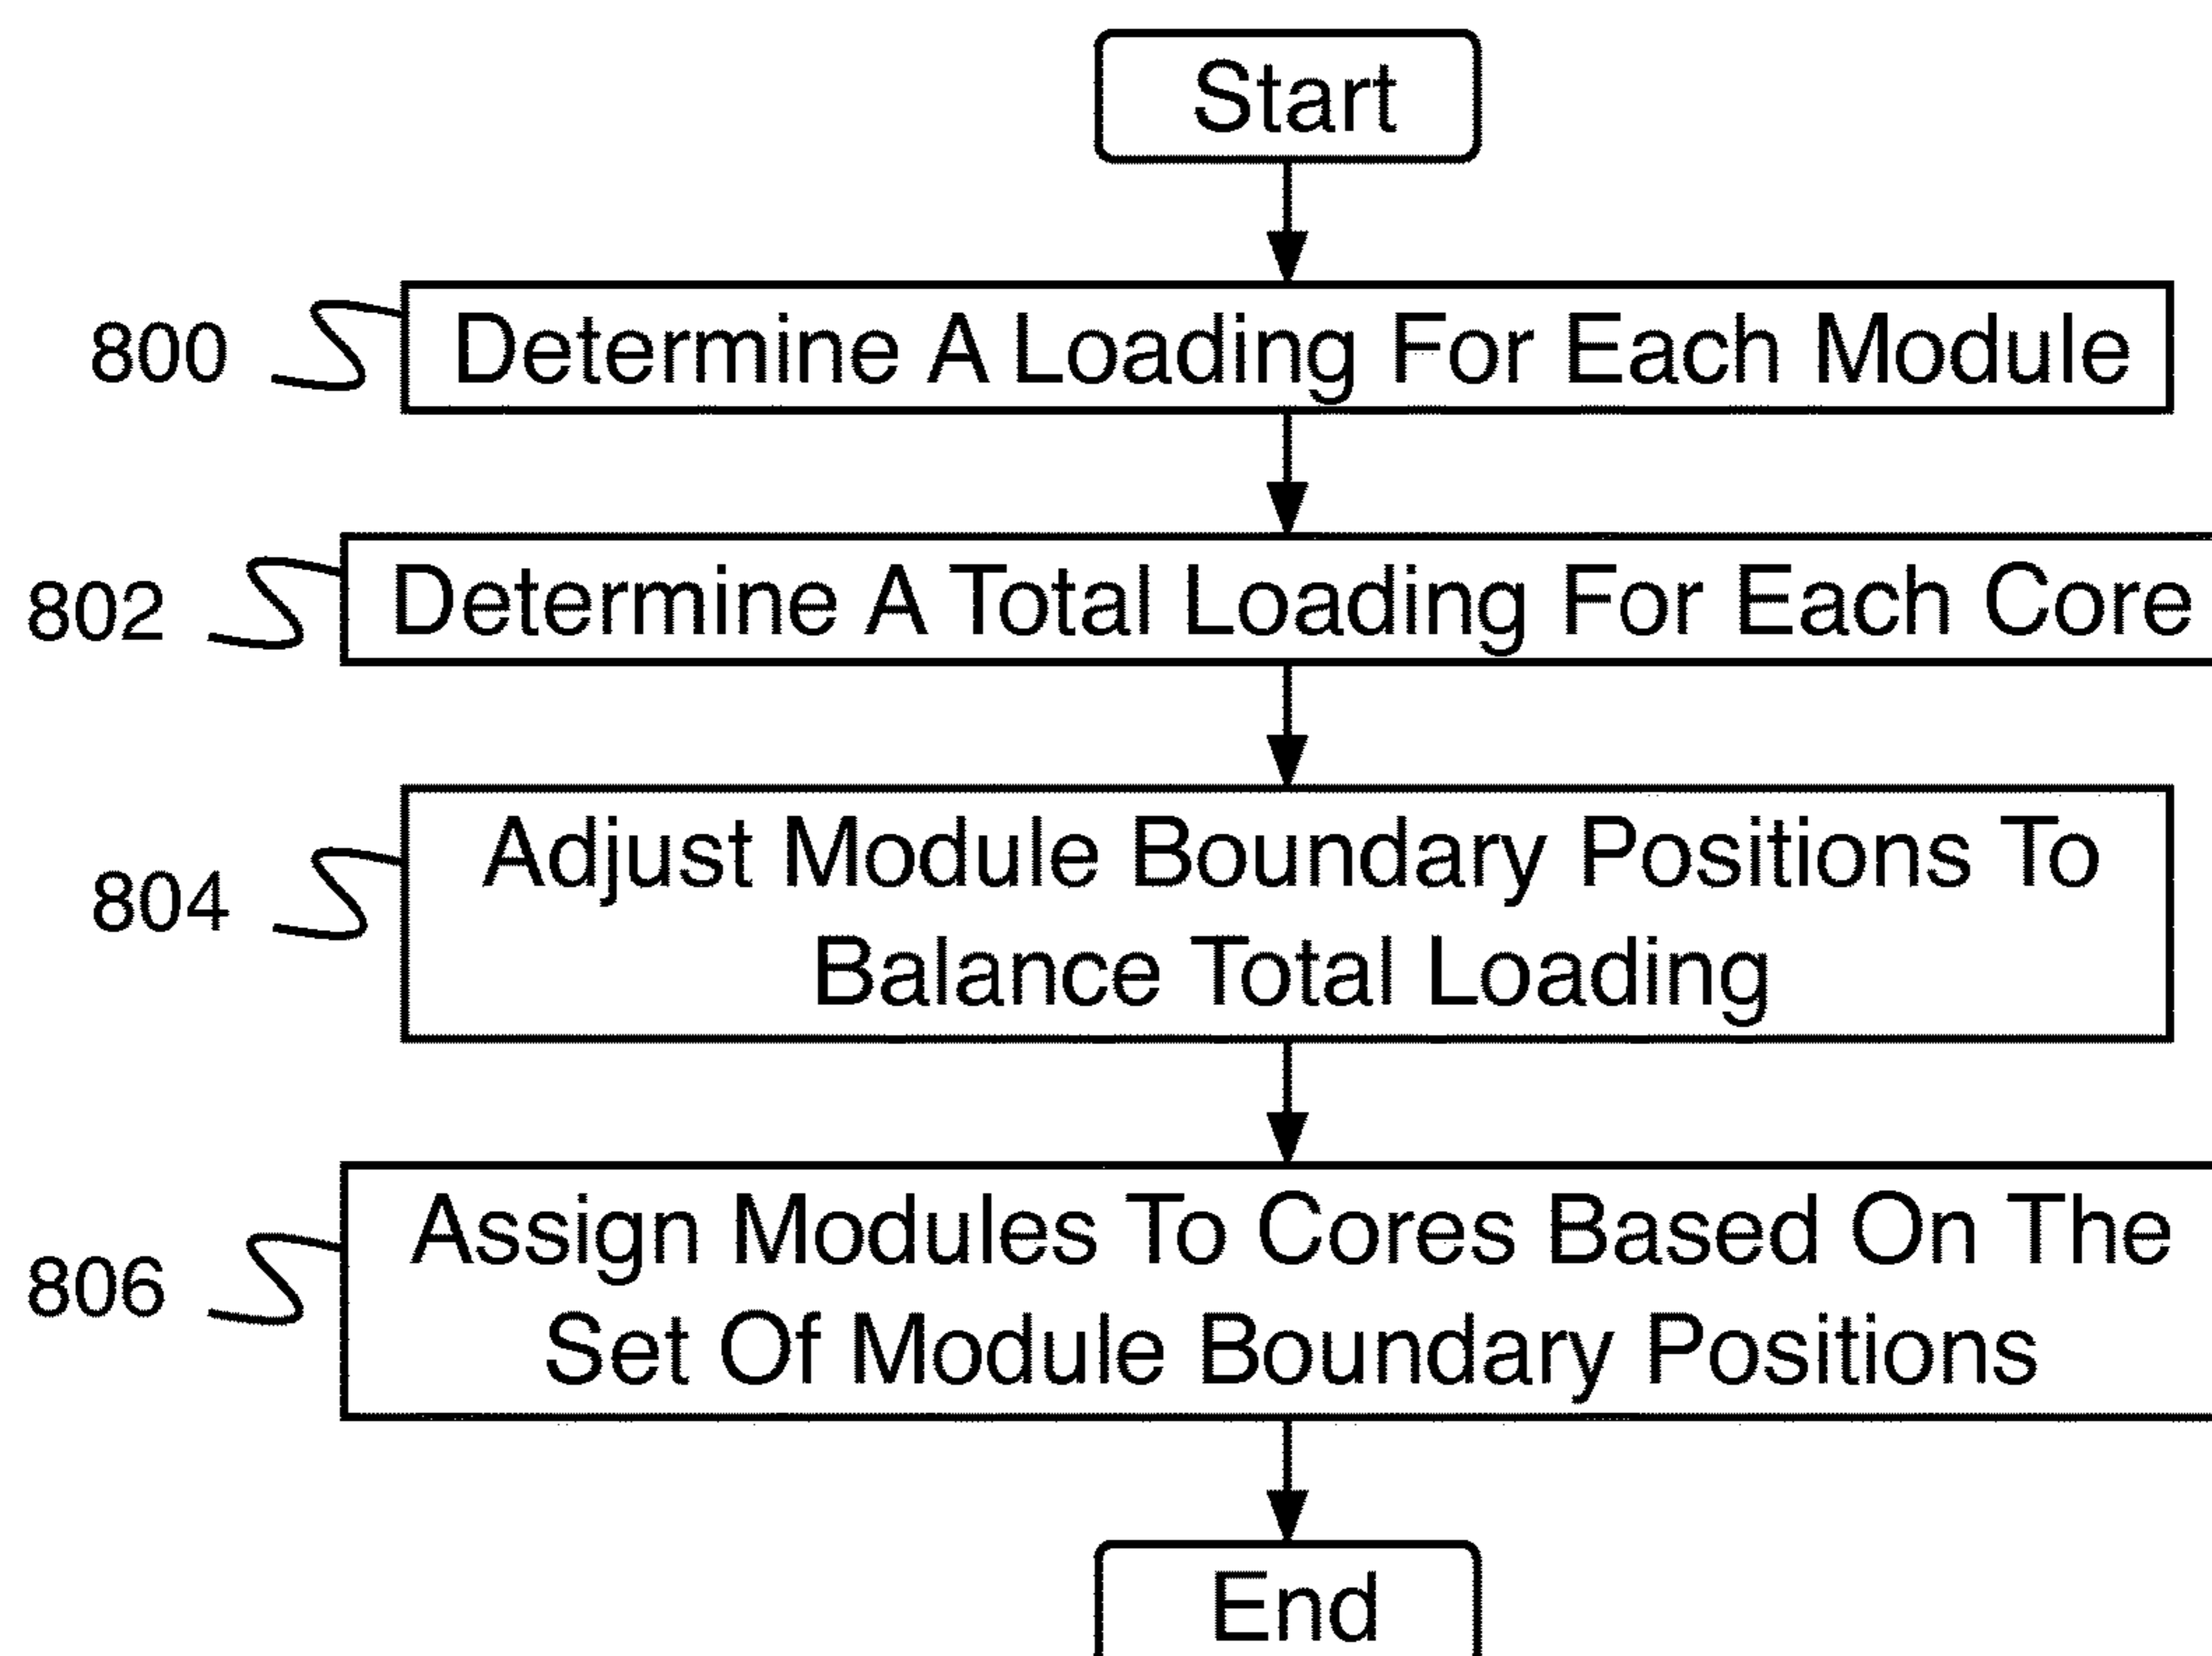 Start
800
Determine A Loading For Each Module
802
Determine A Total Loading For Each Core
804
Adjust Module Boundary Positions To
Balance Total Loading
806
Assign Modules To Cores Based On The
Set Of Module Boundary Positions
End